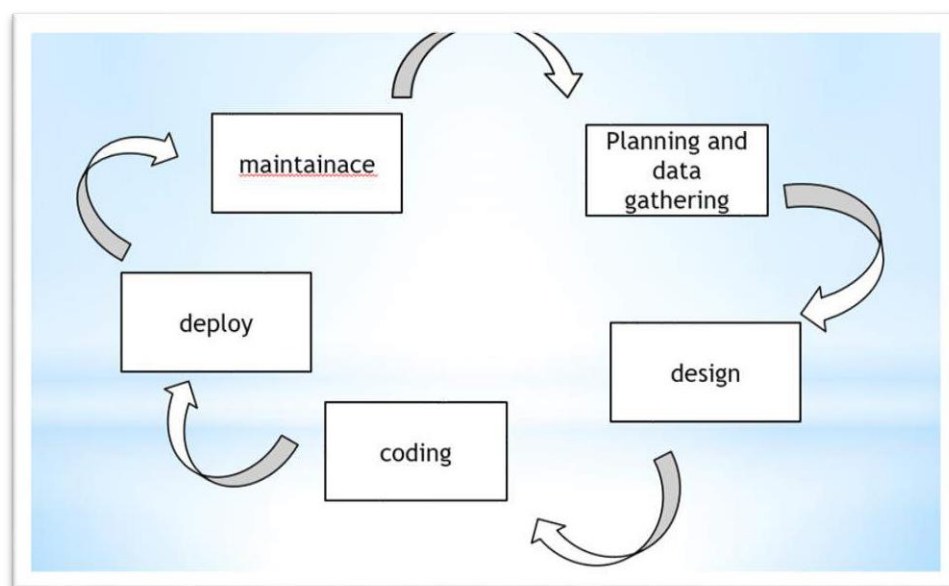 maintainace
Planning and
data
gathering
deploy
design
coding